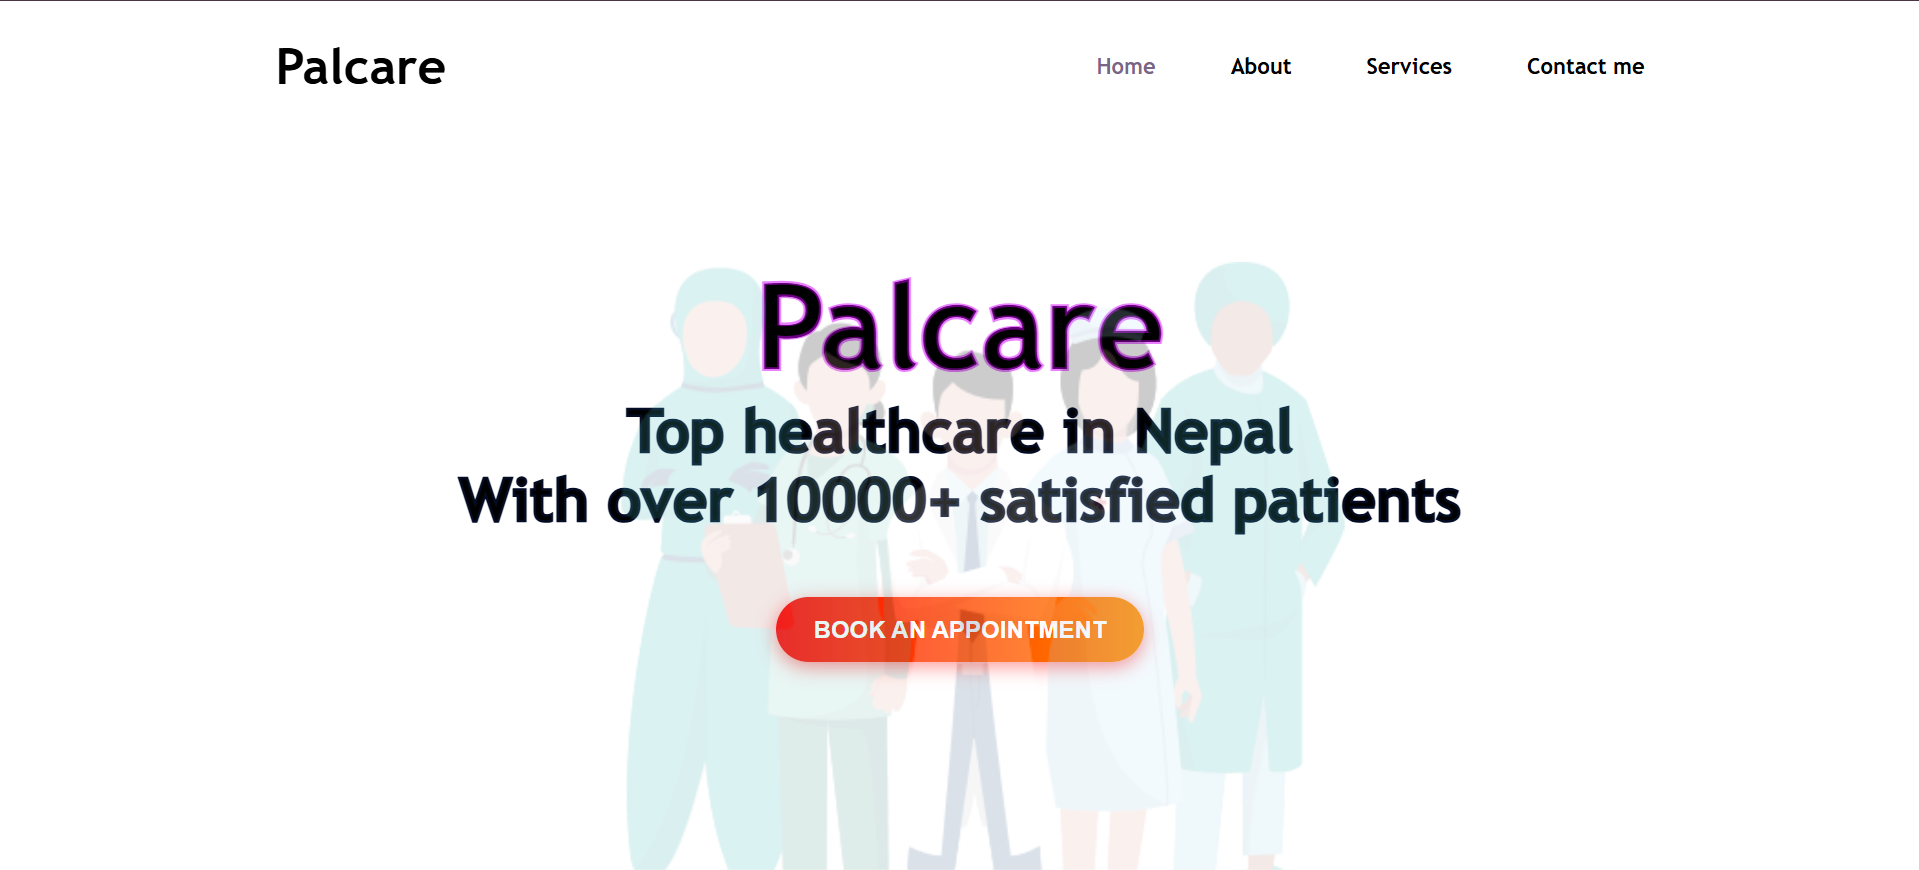 Palcare
Home About Services Contact me
Palcare
Top healthcare in Nepal
With over 10000+ satisfied patients
BOOK AN APPOINTMENT